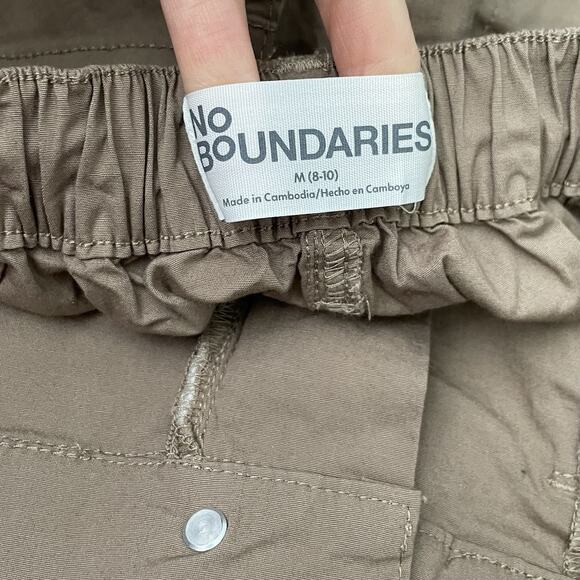 NO
BOUNDARIES
M (8-10)
Made in Cambodia/Hecho en Camboya